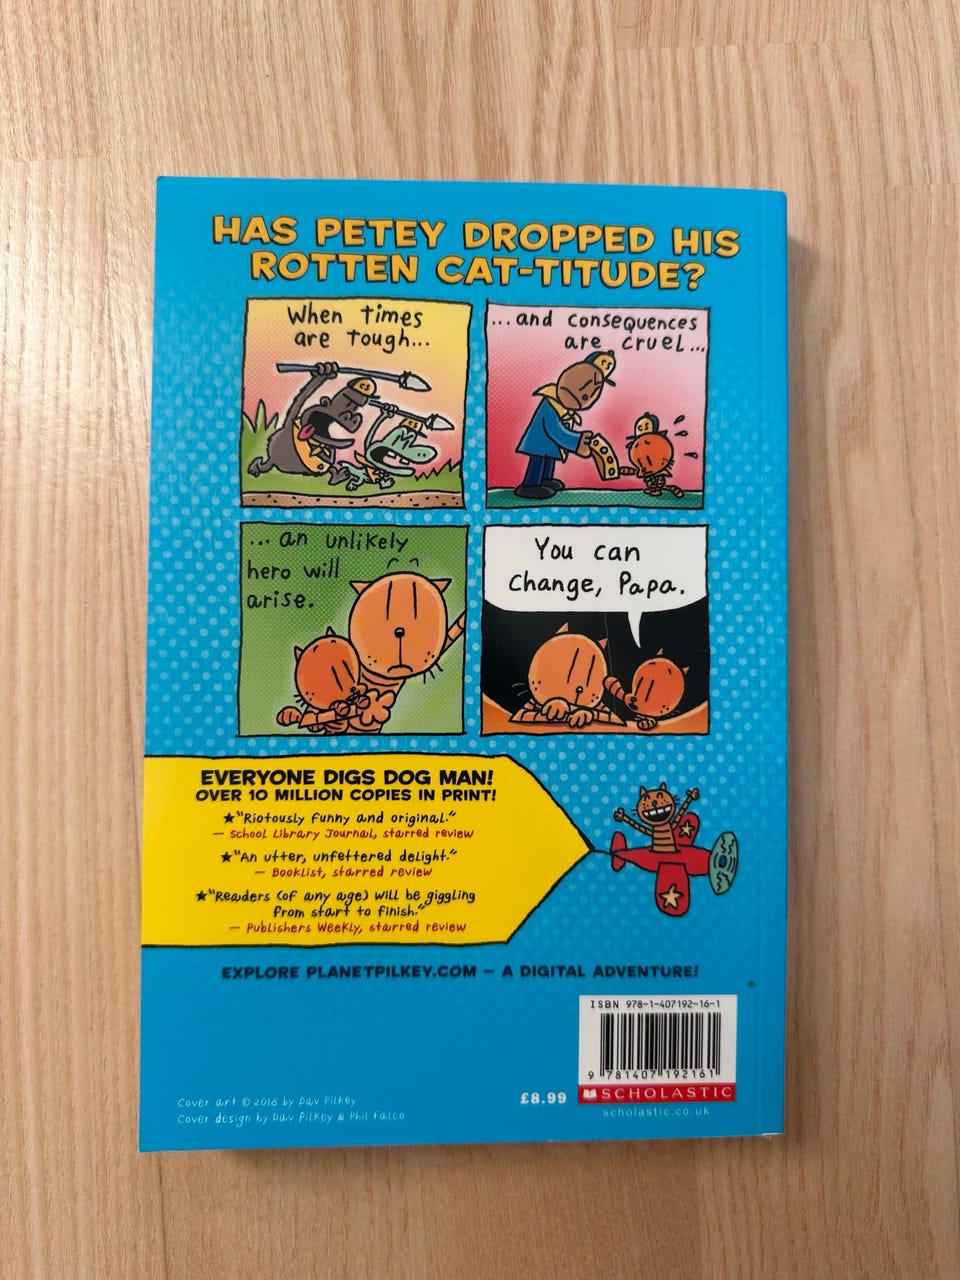 HAS PETEY DROPPED HIS
ROTTEN CAT-TITUDE?
When times
are tough...
...and consequences
are cruel...
CS
CS
CS
CS
...an unlikely
hero will
arise.
You can
change, Papa.
EVERYONE DIGS DOG MAN!
OVER 10 MILLION COPIES IN PRINT!
★"Riotously funny and original."
— School Library Journal, starred review
★"An utter, unfettered delight."
— Booklist, starred review
★"Readers (of any age) will be giggling
from start to finish."
— Publishers Weekly, starred review
EXPLORE PLANETPILKEY.COM — A DIGITAL ADVENTURE!
ISBN 978-1-407192-16-1
9 781407 192161
£8.99
SCHOLASTIC
scholastic.co.uk
Cover art © 2018 by Dav Pilkey
Cover design by Dav Pilkey & Phil Falco